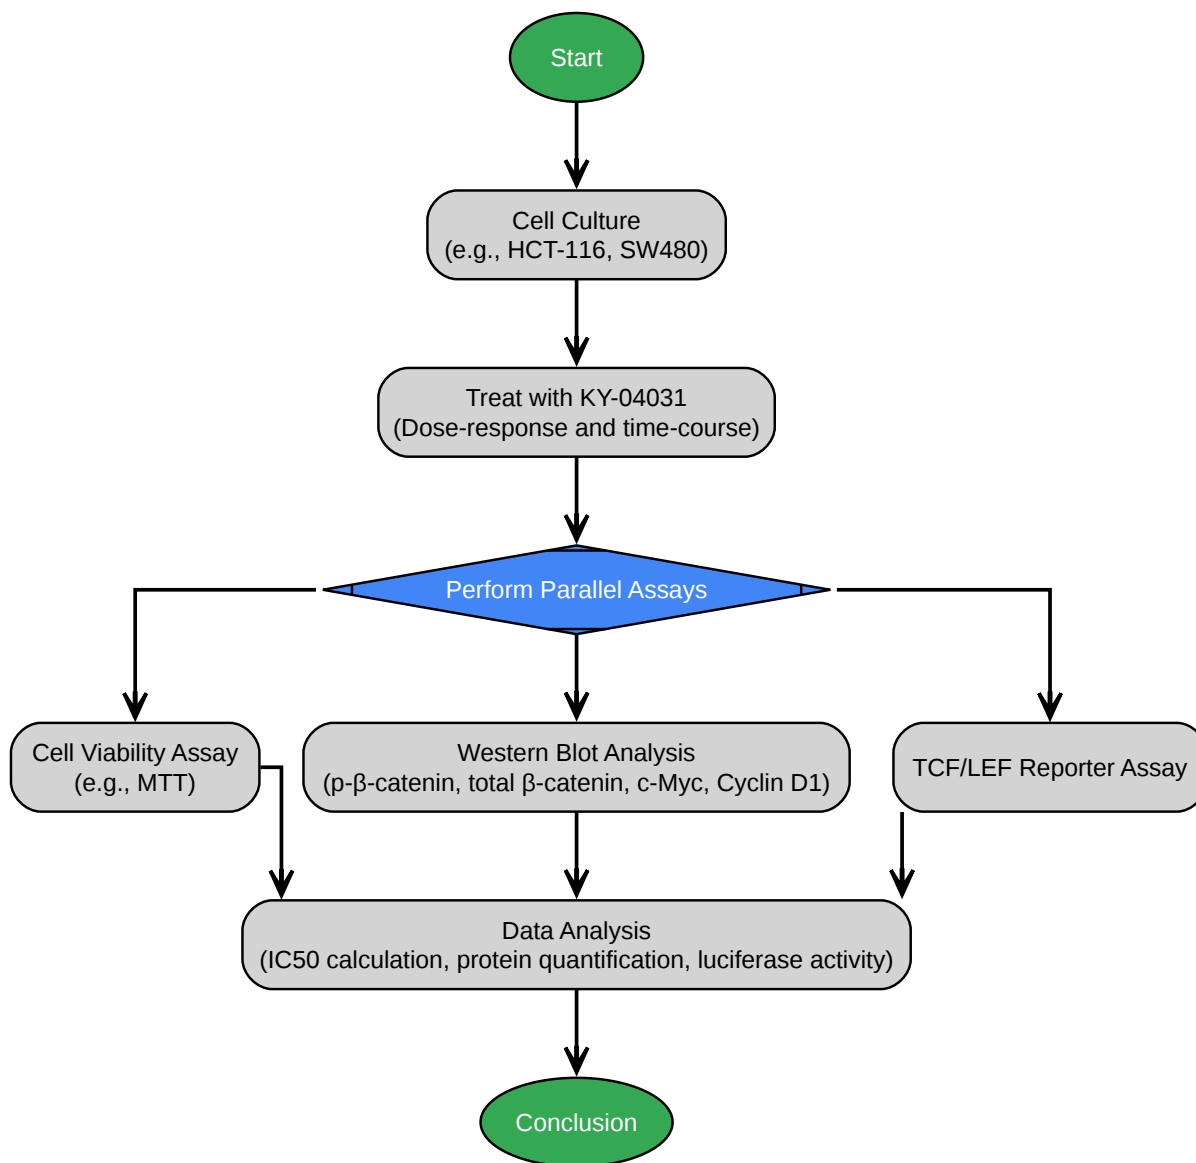 Start
Cell Culture
(e.g., HCT-116, SW480)
Treat with KY-04031
(Dose-response and time-course)
Perform Parallel Assays
Cell Viability Assay
(e.g., MTT)
Western Blot Analysis
(p-β-catenin, total β-catenin, c-Myc, Cyclin D1)
TCF/LEF Reporter Assay
Data Analysis
(IC50 calculation, protein quantification, luciferase activity)
Conclusion